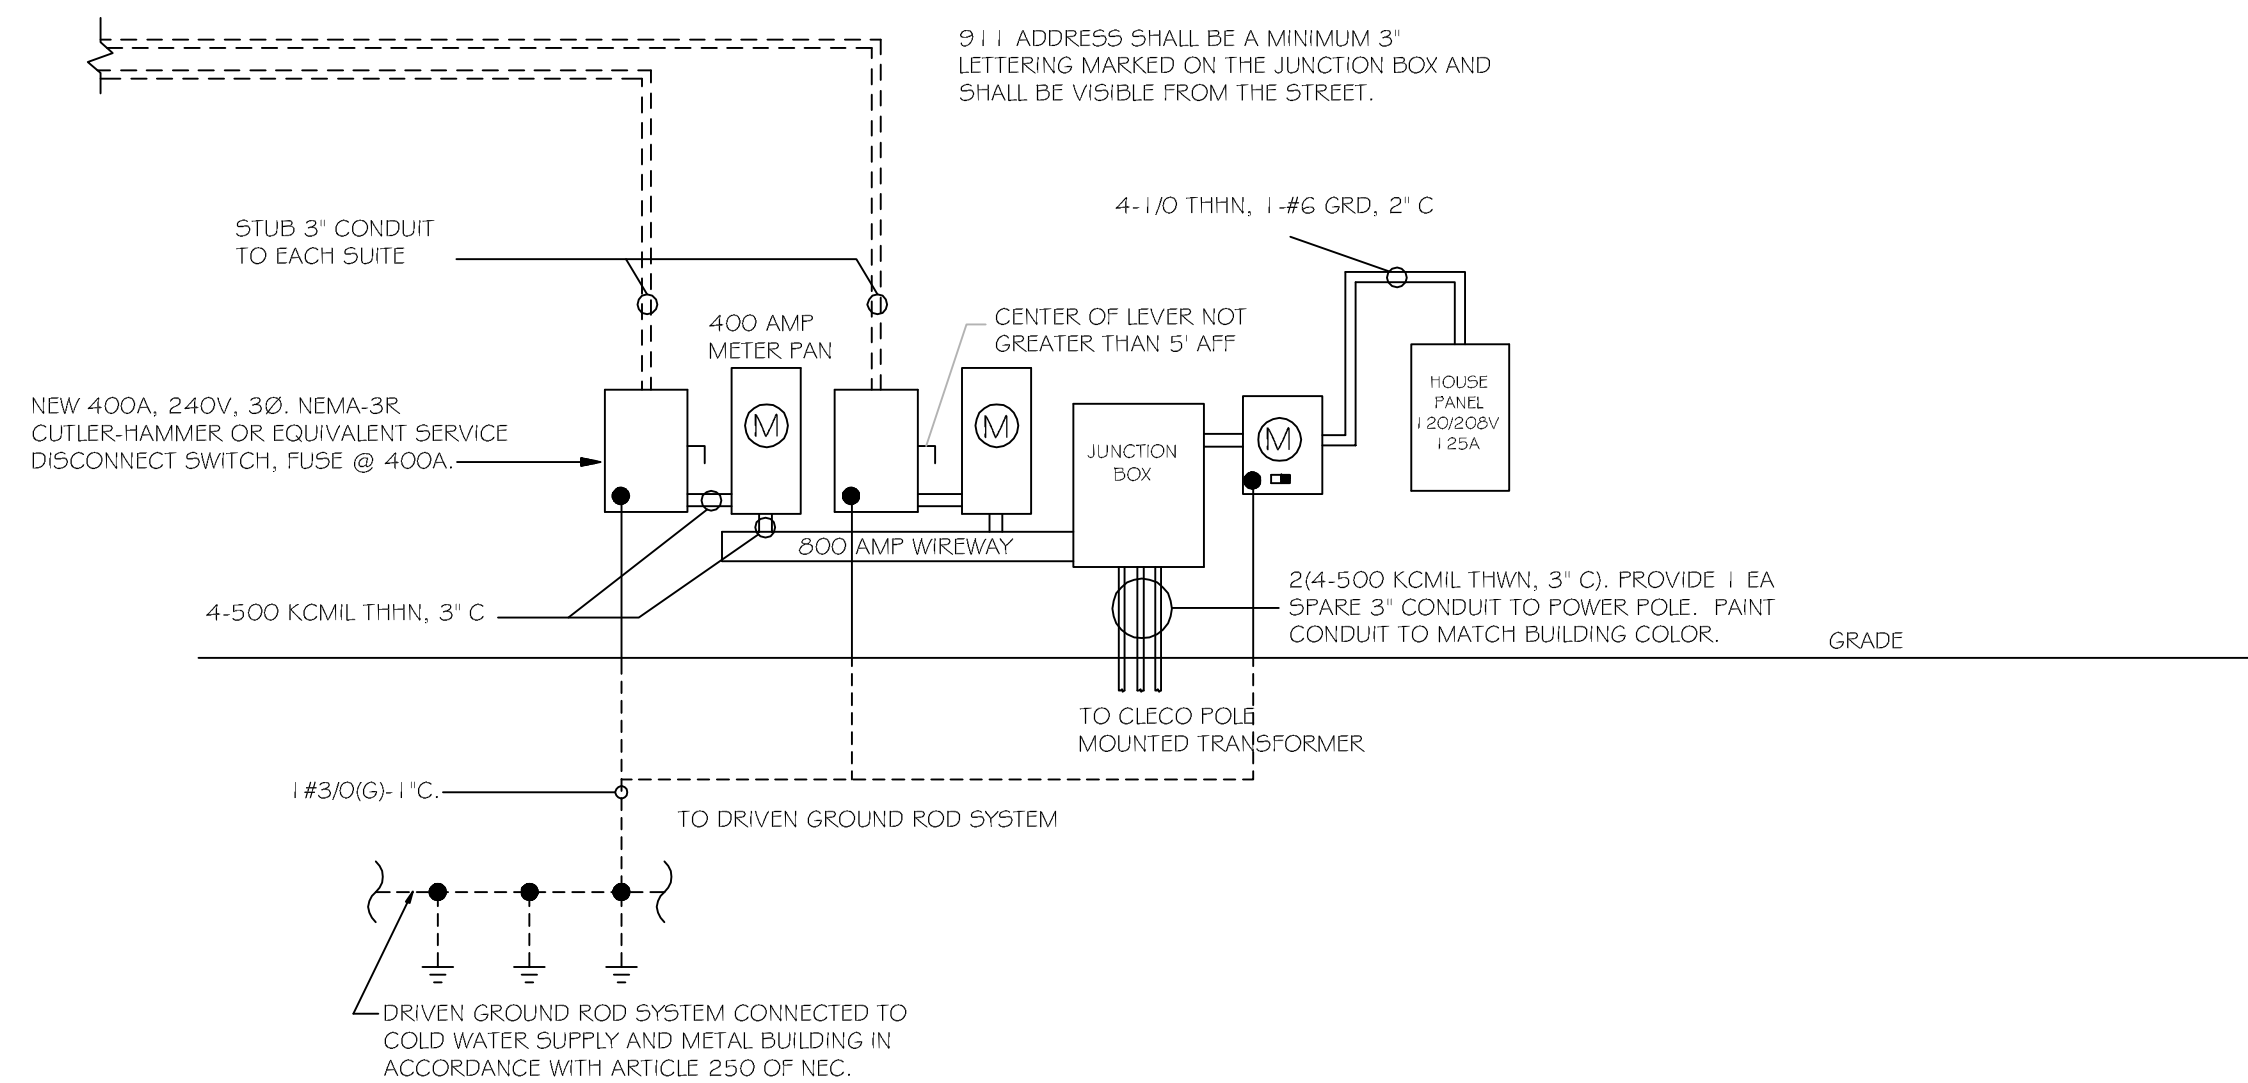 911 ADDRESS SHALL BE A MINIMUM 3"
LETTERING MARKED ON THE JUNCTION BOX AND
SHALL BE VISIBLE FROM THE STREET.
4-1/0 THHN, 1-#6 GRD, 2" C
STUB 3" CONDUIT
TO EACH SUITE
400 AMP
METER PAN
CENTER OF LEVER NOT
GREATER THAN 5' AFF
NEW 400A, 240V, 3Ø. NEMA-3R
CUTLER-HAMMER OR EQUIVALENT SERVICE
DISCONNECT SWITCH, FUSE @ 400A.
M
M
JUNCTION
BOX
M
HOUSE
PANEL
120/208V
125A
800 AMP WIREWAY
4-500 KCMIL THHN, 3" C
2(4-500 KCMIL THWN, 3" C). PROVIDE 1 EA
SPARE 3" CONDUIT TO POWER POLE. PAINT
CONDUIT TO MATCH BUILDING COLOR.
GRADE
TO CLECO POLE
MOUNTED TRANSFORMER
1#3/0(G)-1"C.
TO DRIVEN GROUND ROD SYSTEM
DRIVEN GROUND ROD SYSTEM CONNECTED TO
COLD WATER SUPPLY AND METAL BUILDING IN
ACCORDANCE WITH ARTICLE 250 OF NEC.